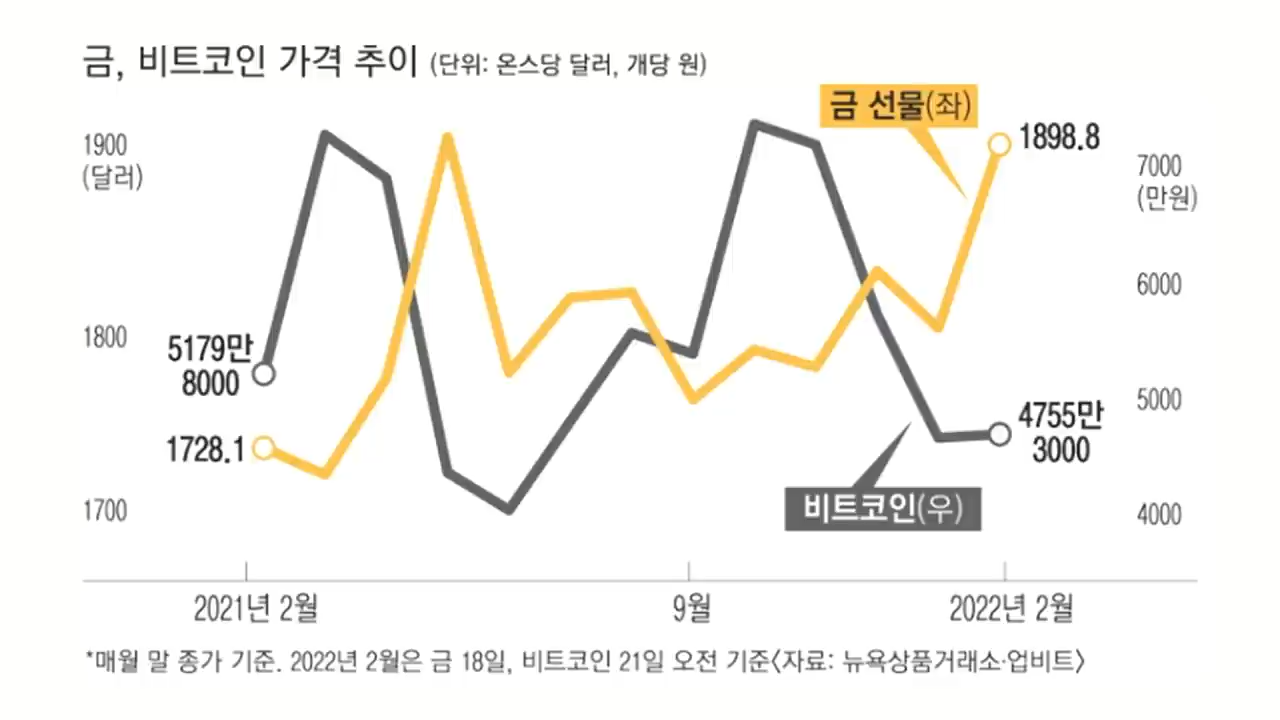 금, 비트코인 가격 추이 (단위: 온스당 달러, 개당 원)
금 선물(좌)
1900
(달러)
1898.8
7000
(만원)
6000
1800
5179만
8000
5000
4755만
3000
1728.1
1700
비트코인(우)
4000
2021년 2월
9월
2022년 2월
*매월 말 종가 기준. 2022년 2월은 금 18일, 비트코인 21일 오전 기준〈자료: 뉴욕상품거래소·업비트〉